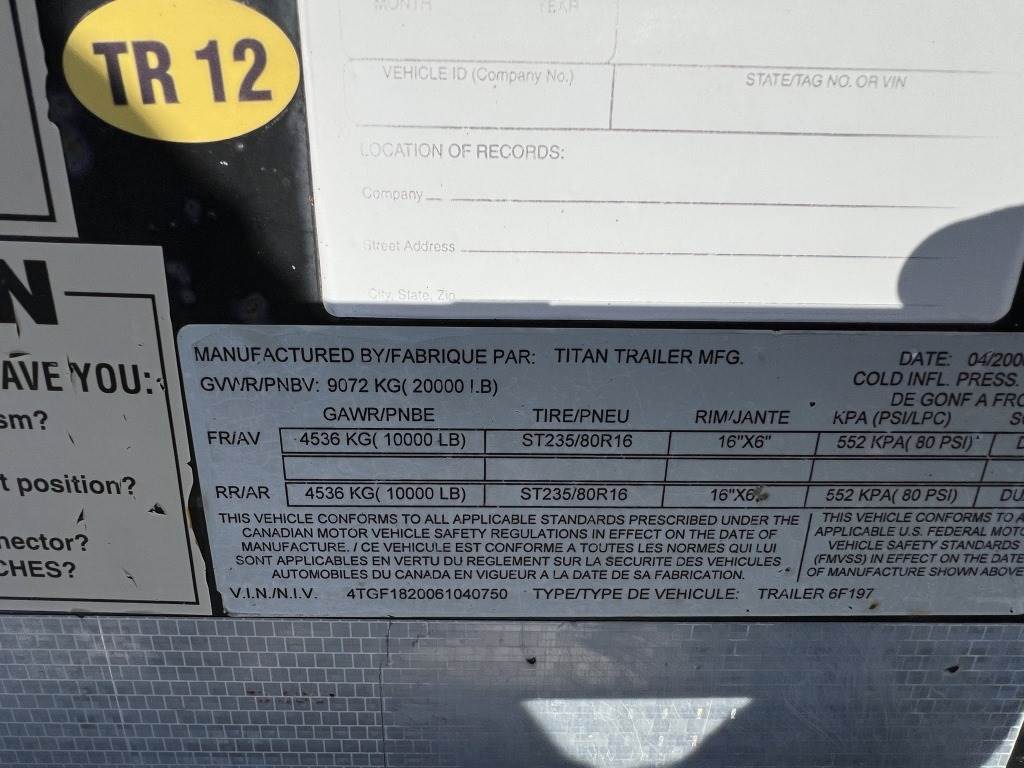 TR 12
MONTH YEAR
VEHICLE ID (Company No.) STATE/TAG NO. OR VIN
LOCATION OF RECORDS:
Company
Street Address
City, State, Zip
N
AVE YOU:
sm?
t position?
nector?
CHES?
MANUFACTURED BY/FABRIQUE PAR: TITAN TRAILER MFG. DATE: 04/200
GVWR/PNBV: 9072 KG( 20000 LB) COLD INFL. PRESS.
DE GONF A FRO
GAWR/PNBE TIRE/PNEU RIM/JANTE KPA (PSI/LPC)
FR/AV 4536 KG( 10000 LB) ST235/80R16 16"X6" 552 KPA( 80 PSI)
RR/AR 4536 KG( 10000 LB) ST235/80R16 16"X6 552 KPA( 80 PSI) DU
THIS VEHICLE CONFORMS TO ALL APPLICABLE STANDARDS PRESCRIBED UNDER THE
CANADIAN MOTOR VEHICLE SAFETY REGULATIONS IN EFFECT ON THE DATE OF
MANUFACTURE. / CE VEHICULE EST CONFORME A TOUTES LES NORMES QUI LUI
SONT APPLICABLES EN VERTU DU REGLEMENT SUR LA SECURITE DES VEHICULES
AUTOMOBILES DU CANADA EN VIGUEUR A LA DATE DE SA FABRICATION.
THIS VEHICLE CONFORMS TO A
APPLICABLE U.S. FEDERAL MOTO
VEHICLE SAFETY STANDARDS
(FMVSS) IN EFFECT ON THE DATE
OF MANUFACTURE SHOWN ABOVE
V.I.N./N.I.V. 4TGF1820061040750 TYPE/TYPE DE VEHICULE: TRAILER 6F197